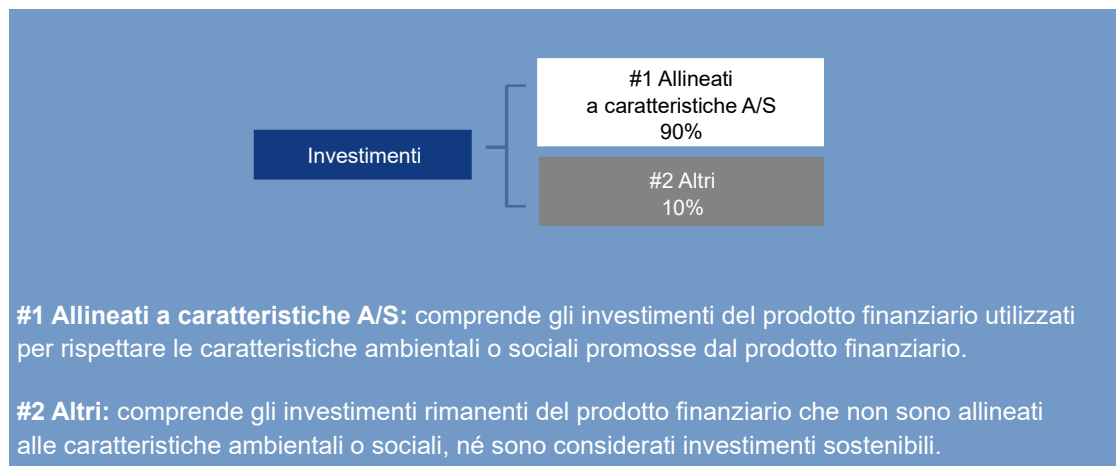 #1 Allineati
a caratteristiche A/S
90%
Investimenti
#2 Altri
10%
#1 Allineati a caratteristiche A/S: comprende gli investimenti del prodotto finanziario utilizzati
per rispettare le caratteristiche ambientali o sociali promosse dal prodotto finanziario.
#2 Altri: comprende gli investimenti rimanenti del prodotto finanziario che non sono allineati
alle caratteristiche ambientali o sociali, né sono considerati investimenti sostenibili.